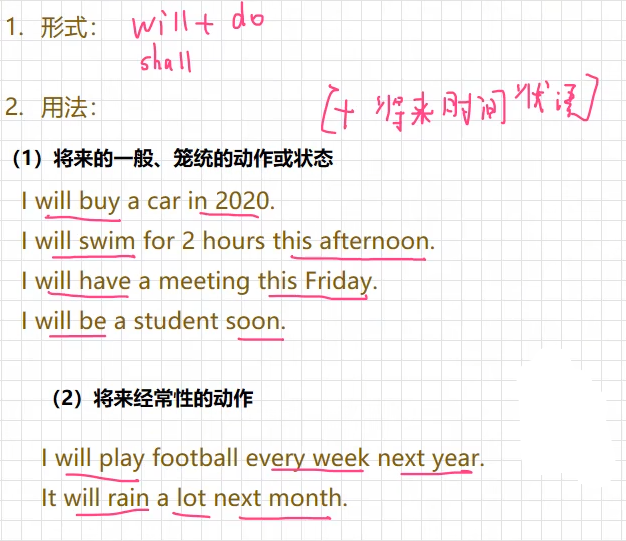 1. 形式： will + do
shall
2. 用法：
[+ 将来时间状语]
（1）将来的一般、笼统的动作或状态
I will buy a car in 2020.
I will swim for 2 hours this afternoon.
I will have a meeting this Friday.
I will be a student soon.
（2）将来经常性的动作
I will play football every week next year.
It will rain a lot next month.